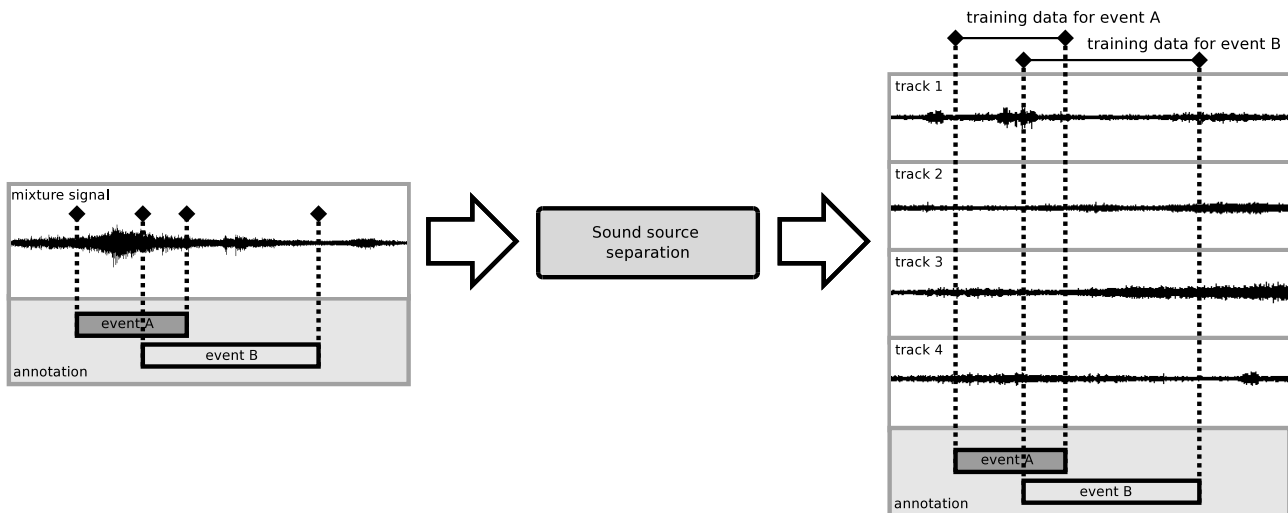 mixture signal
event A
event B
annotation
Sound source
separation
training data for event A
training data for event B
track 1
track 2
track 3
track 4
event A
event B
annotation